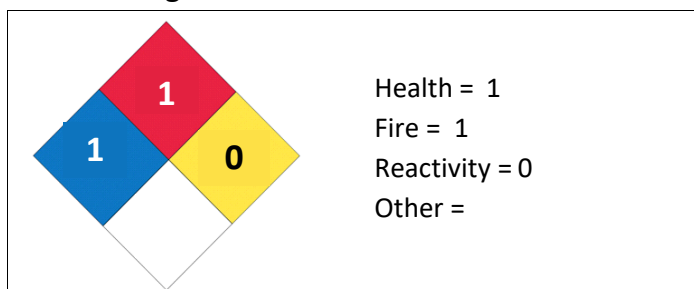 1
1
0
Health = 1
Fire = 1
Reactivity = 0
Other =